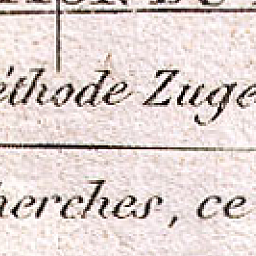 éthode Zuge
herches, ce